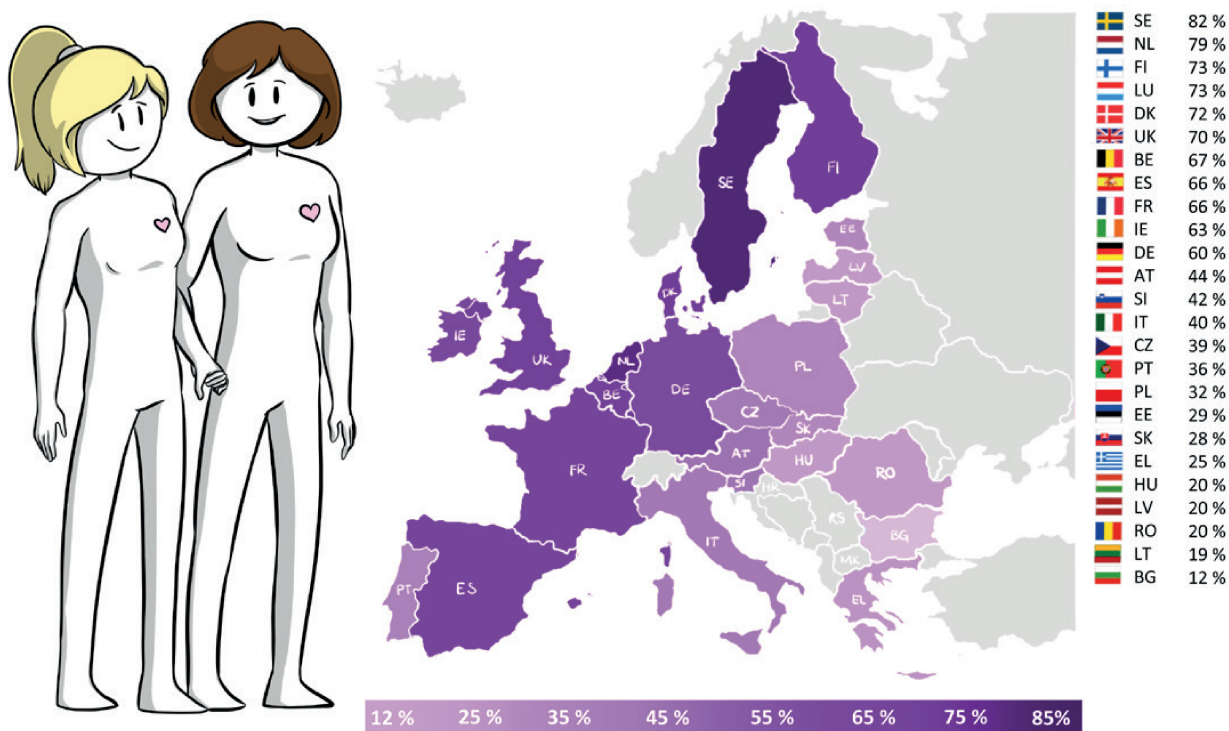 SE 82 %
NL 79 %
FI 73 %
LU 73 %
DK 72 %
UK 70 %
BE 67 %
ES 66 %
FR 66 %
IE 63 %
DE 60 %
AT 44 %
SI 42 %
IT 40 %
CZ 39 %
PT 36 %
PL 32 %
EE 29 %
SK 28 %
EL 25 %
HU 20 %
LV 20 %
RO 20 %
LT 19 %
BG 12 %
FI
SE
EE
LV
LT
DK
IE
UK
NL
BE
DE
PL
CZ
SK
AT
HU
RO
FR
SI
HR
RS
BG
IT
MK
PT
ES
EL
12 % 25 % 35 % 45 % 55 % 65 % 75 % 85%